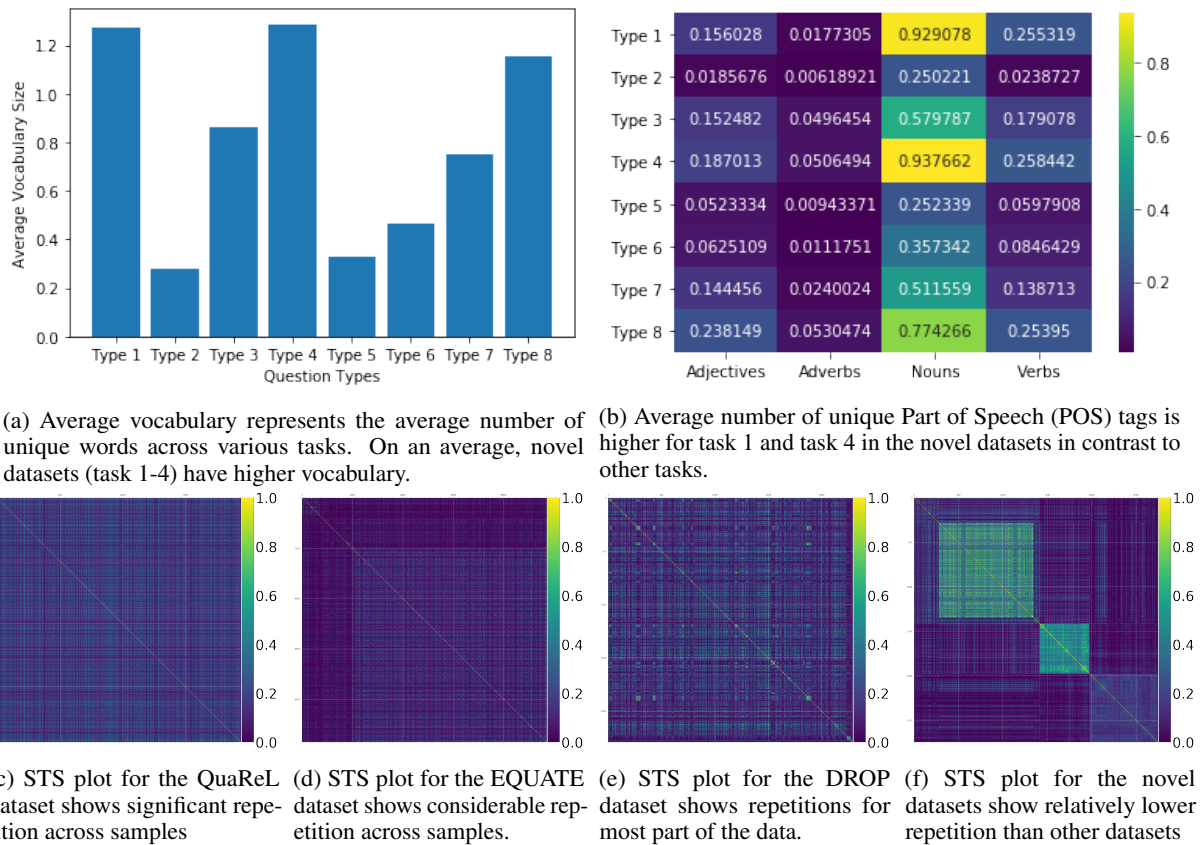 1.2
1.0
0.8
0.6
0.4
0.2
0.0
Average Vocabulary Size
Type 1 Type 2 Type 3 Type 4 Type 5 Type 6 Type 7 Type 8
Question Types
Type 1 0.156028 0.0177305 0.929078 0.255319
Type 2 0.0185676 0.00618921 0.250221 0.0238727
Type 3 0.152482 0.0496454 0.579787 0.179078
Type 4 0.187013 0.0506494 0.937662 0.258442
Type 5 0.0523334 0.00943371 0.252339 0.0597908
Type 6 0.0625109 0.0111751 0.357342 0.0846429
Type 7 0.144456 0.0240024 0.511559 0.138713
Type 8 0.238149 0.0530474 0.774266 0.25395
Adjectives Adverbs Nouns Verbs
0.8
0.6
0.4
0.2
(a) Average vocabulary represents the average number of
unique words across various tasks. On an average, novel
datasets (task 1-4) have higher vocabulary.
(b) Average number of unique Part of Speech (POS) tags is
higher for task 1 and task 4 in the novel datasets in contrast to
other tasks.
1.0
0.8
0.6
0.4
0.2
0.0
1.0
0.8
0.6
0.4
0.2
0.0
1.0
0.8
0.6
0.4
0.2
0.0
1.0
0.8
0.6
0.4
0.2
0.0
c) STS plot for the QuaReL
ataset shows significant repe-
ition across samples
(d) STS plot for the EQUATE
dataset shows considerable rep-
etition across samples.
(e) STS plot for the DROP
dataset shows repetitions for
most part of the data.
(f) STS plot for the novel
datasets show relatively lower
repetition than other datasets